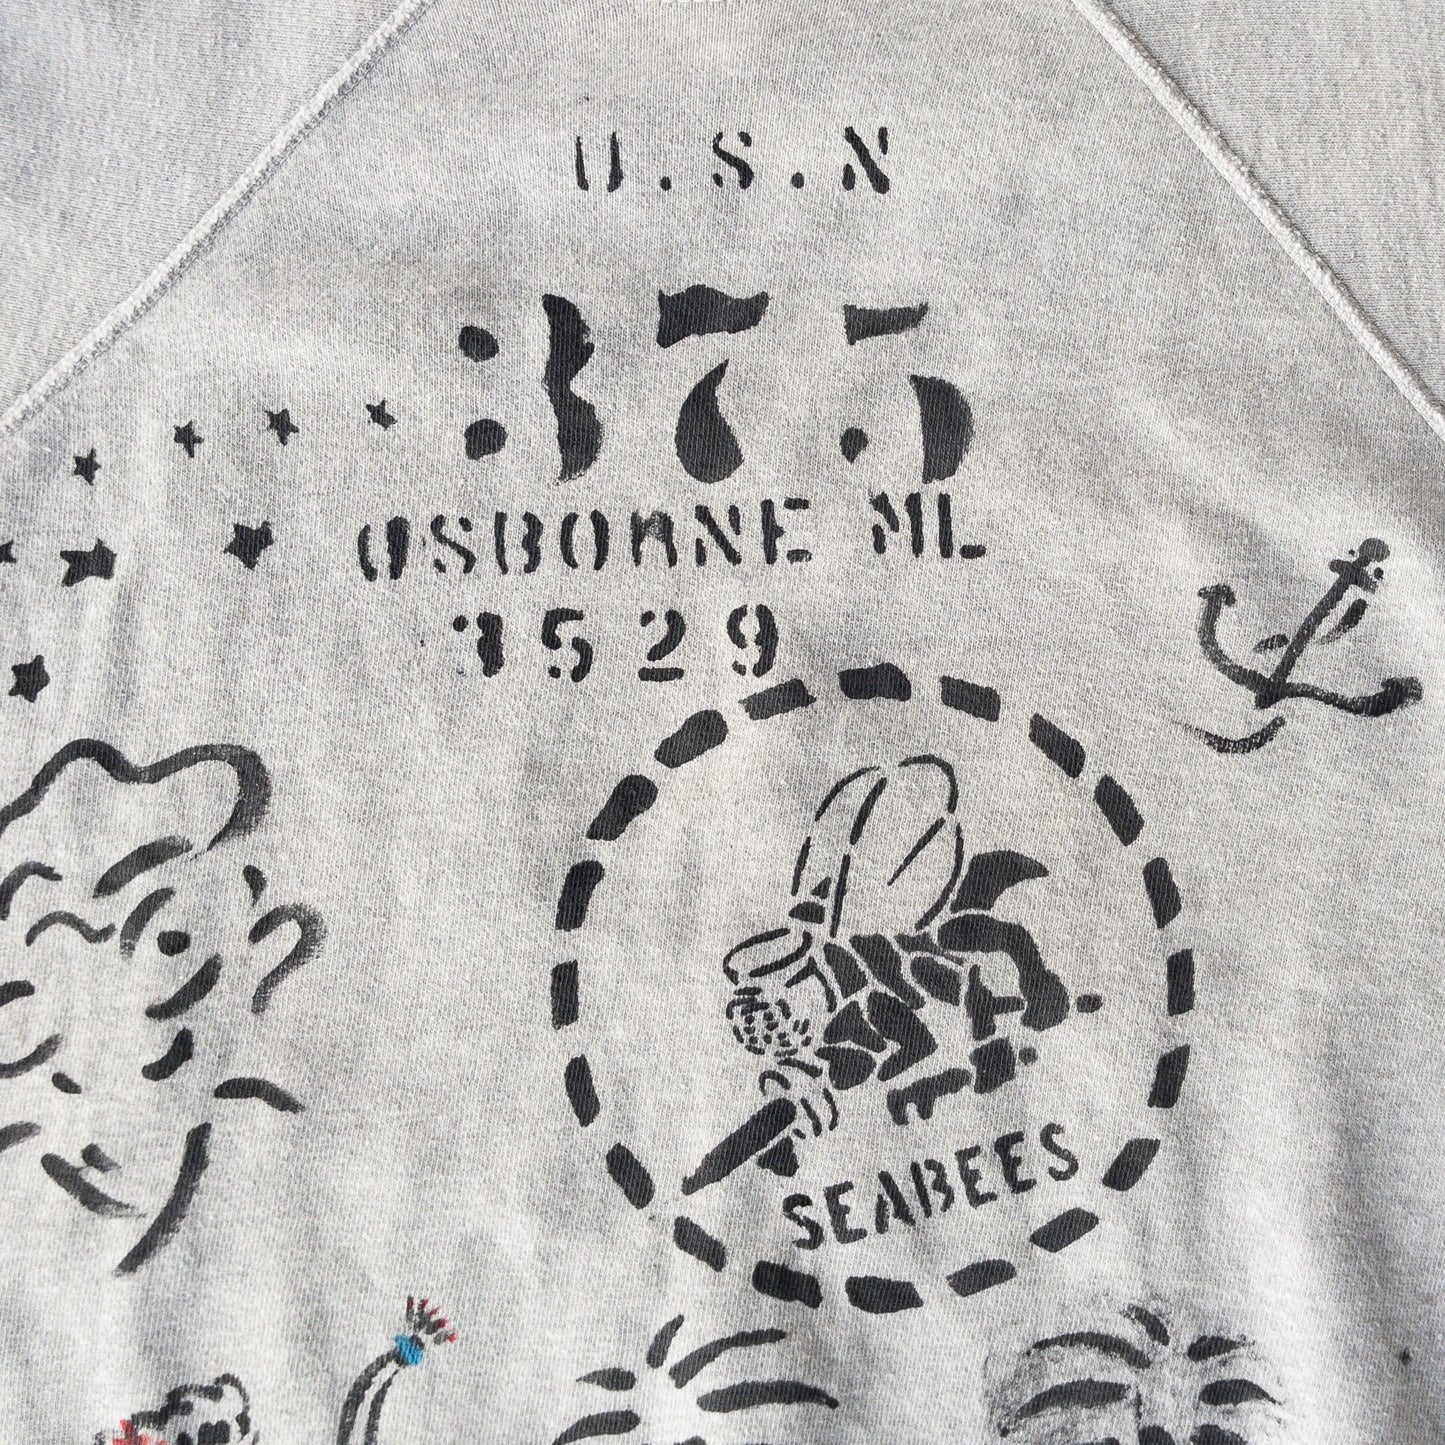 U.S.N
375
OSBORNE ML
3529
SEABEES